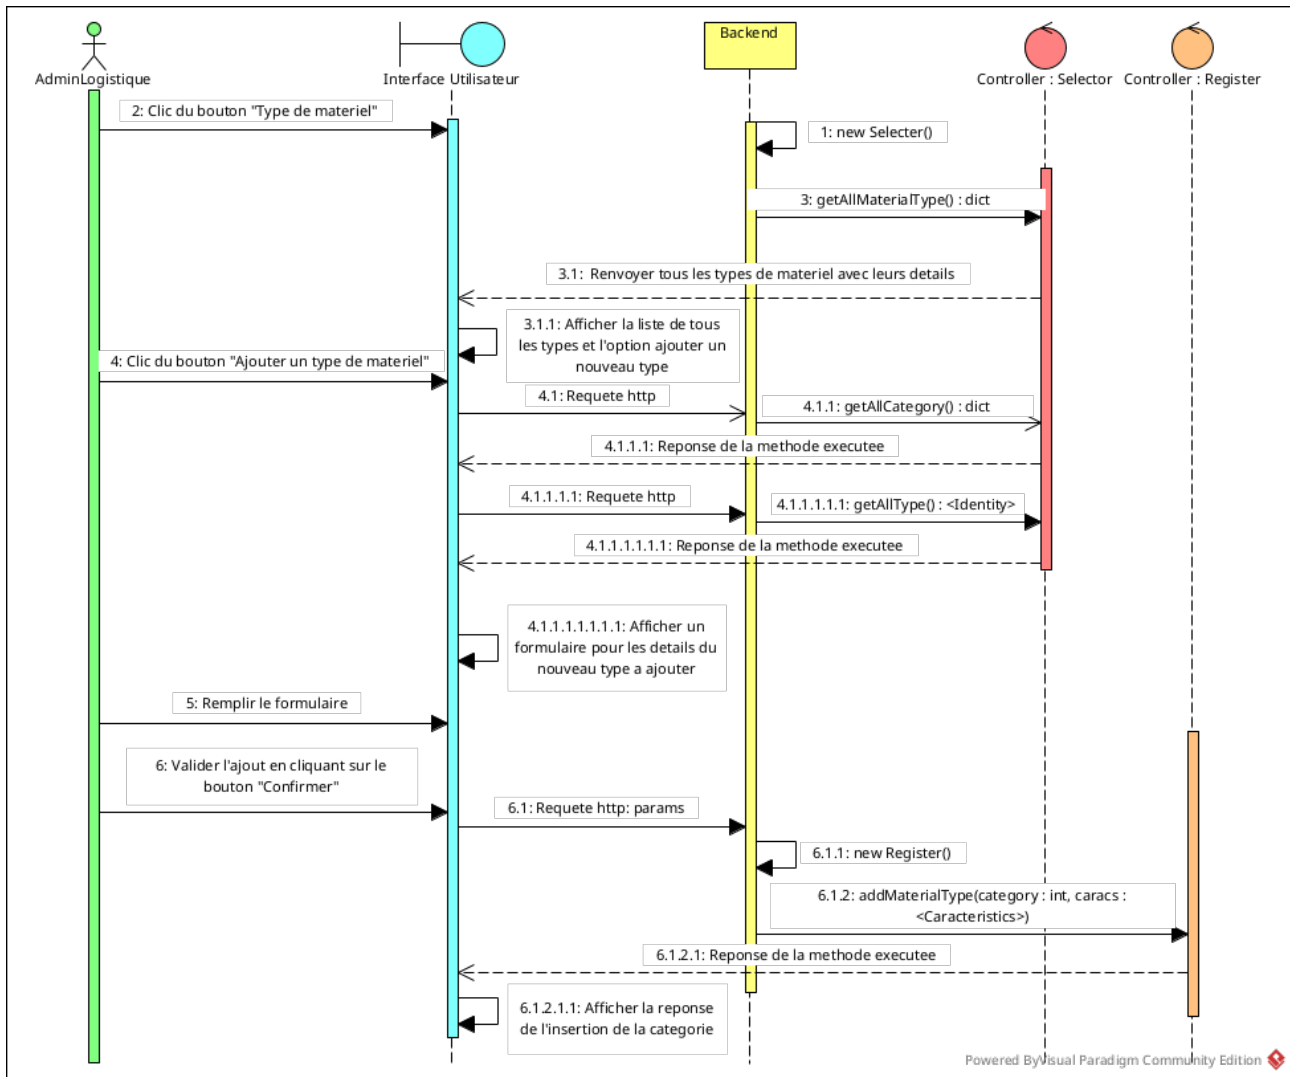 Backend
AdminLogistique
Interface Utilisateur
Controller : Selector
Controller : Register
2: Clic du bouton "Type de materiel"
1: new Selecter()
3: getAllMaterialType() : dict
3.1:  Renvoyer tous les types de materiel avec leurs details
3.1.1: Afficher la liste de tous
les types et l'option ajouter un
nouveau type
4: Clic du bouton "Ajouter un type de materiel"
4.1: Requete http
4.1.1: getAllCategory() : dict
4.1.1.1: Reponse de la methode executee
4.1.1.1.1: Requete http
4.1.1.1.1.1: getAllType() : <Identity>
4.1.1.1.1.1.1: Reponse de la methode executee
4.1.1.1.1.1.1.1: Afficher un
formulaire pour les details du
nouveau type a ajouter
5: Remplir le formulaire
6: Valider l'ajout en cliquant sur le
bouton "Confirmer"
6.1: Requete http: params
6.1.1: new Register()
6.1.2: addMaterialType(category : int, caracs :
<Caracteristics>)
6.1.2.1: Reponse de la methode executee
6.1.2.1.1: Afficher la reponse
de l'insertion de la categorie
Powered ByVisual Paradigm Community Edition